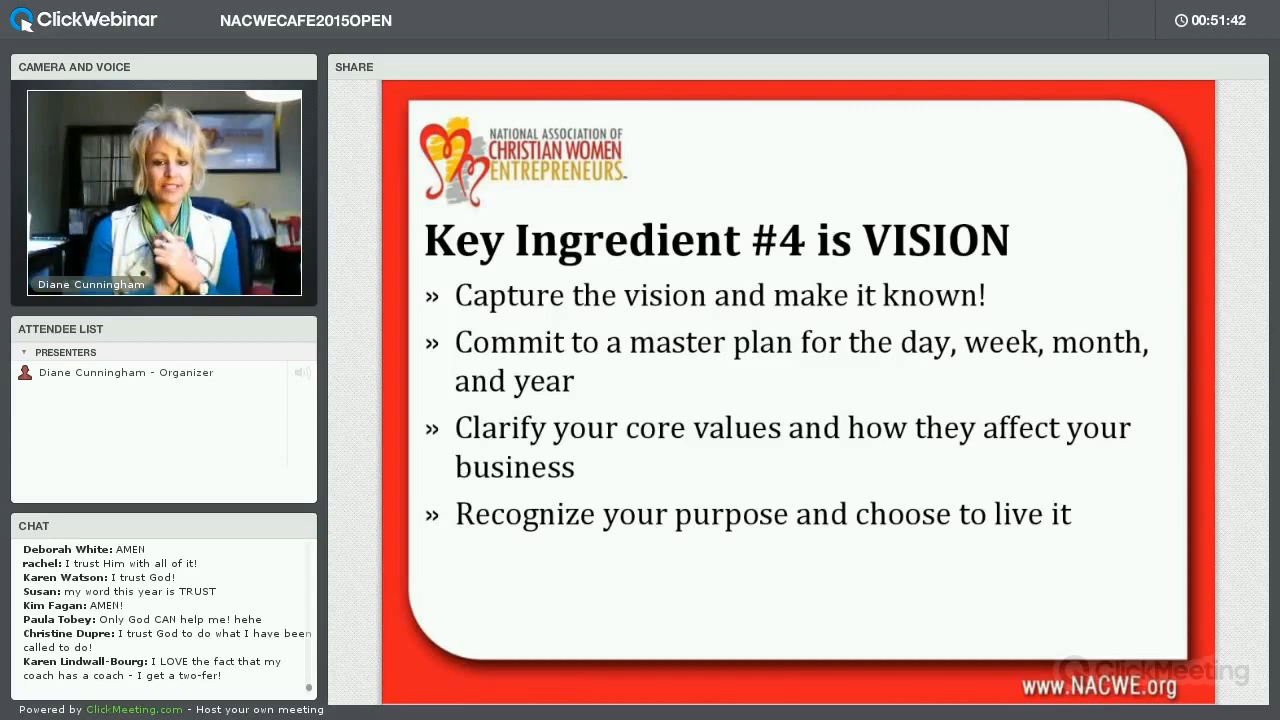 ClickWebinar
NACWECAFE2015OPEN
00:51:42
CAMERA AND VOICE
Diane Cunningham
ATTENDEE LIST
PRESENTERS
Diane Cunningham - Organizer
CHAT
Deborah White: AMEN
rachel: I trust Him with all of it!
Karen Watson: I trust God!
Susan: my word this year is TRUST
Kim Fagan: AMEN!
Paula Tobey: Only God CAN help me! hehe
Christine Dupre: I trust God to do what I have been
called to do.
Karen Lindwall-Bourg: I LOVE the fact that my
coach I get a two fer!
Powered by ClickMeeting.com - Host your own meeting
SHARE
NATIONAL ASSOCIATION OF
CHRISTIAN WOMEN
ENTREPRENEURS
Key Ingredient #4 is VISION
» Capture the vision and make it known!
» Commit to a master plan for the day, week, month,
and year
» Clarify your core values and how they affect your
business
» Recognize your purpose and choose to live it
www.NACWE.org